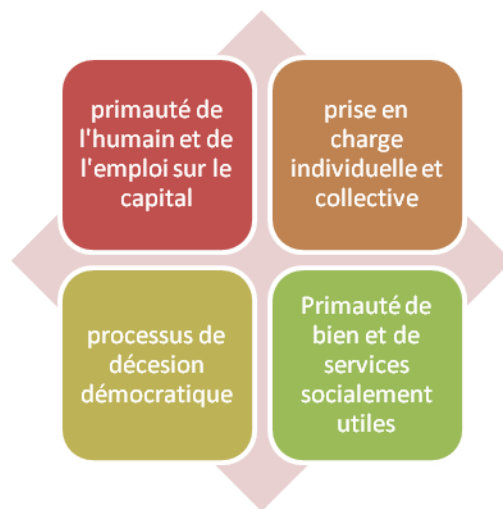 primauté de
l'humain et de
l'emploi sur le
capital
prise en
charge
individuelle et
collective
processus de
décesion
démocratique
Primauté de
bien et de
services
socialement
utiles